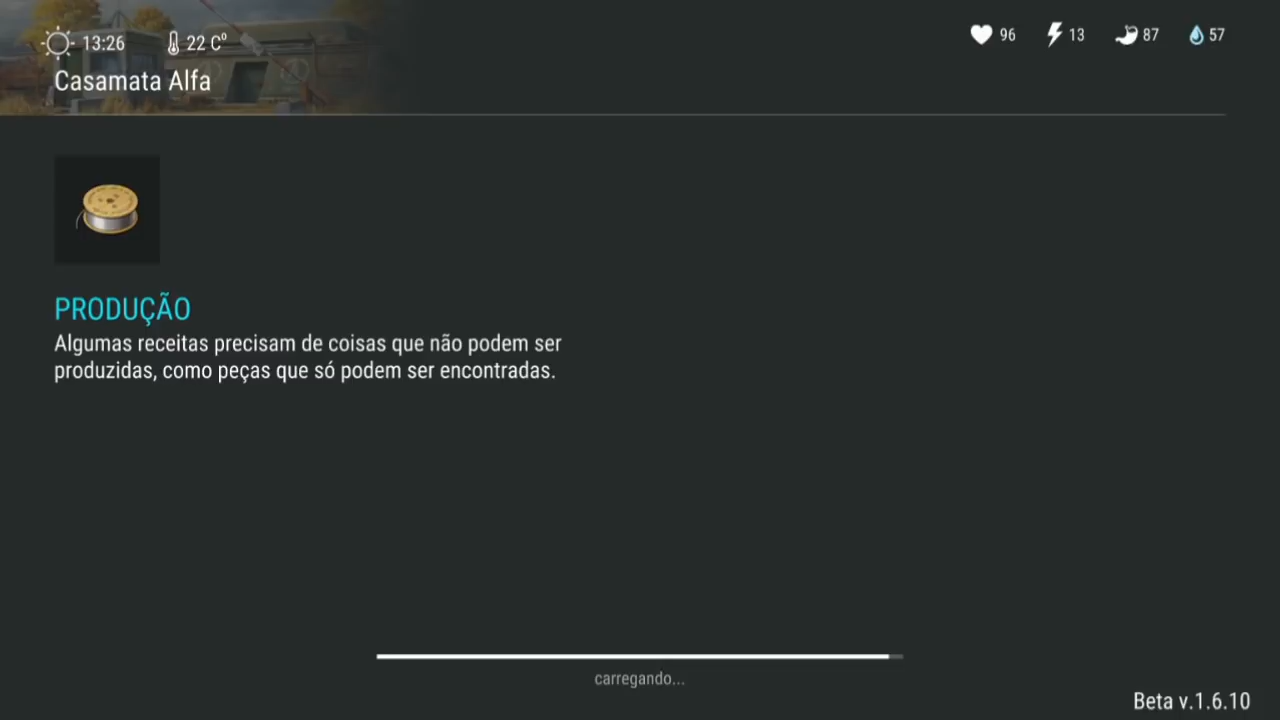 13:26 22 Cº
96 13 87 57
Casamata Alfa
PRODUÇÃO
Algumas receitas precisam de coisas que não podem ser
produzidas, como peças que só podem ser encontradas.
carregando...
Beta v.1.6.10